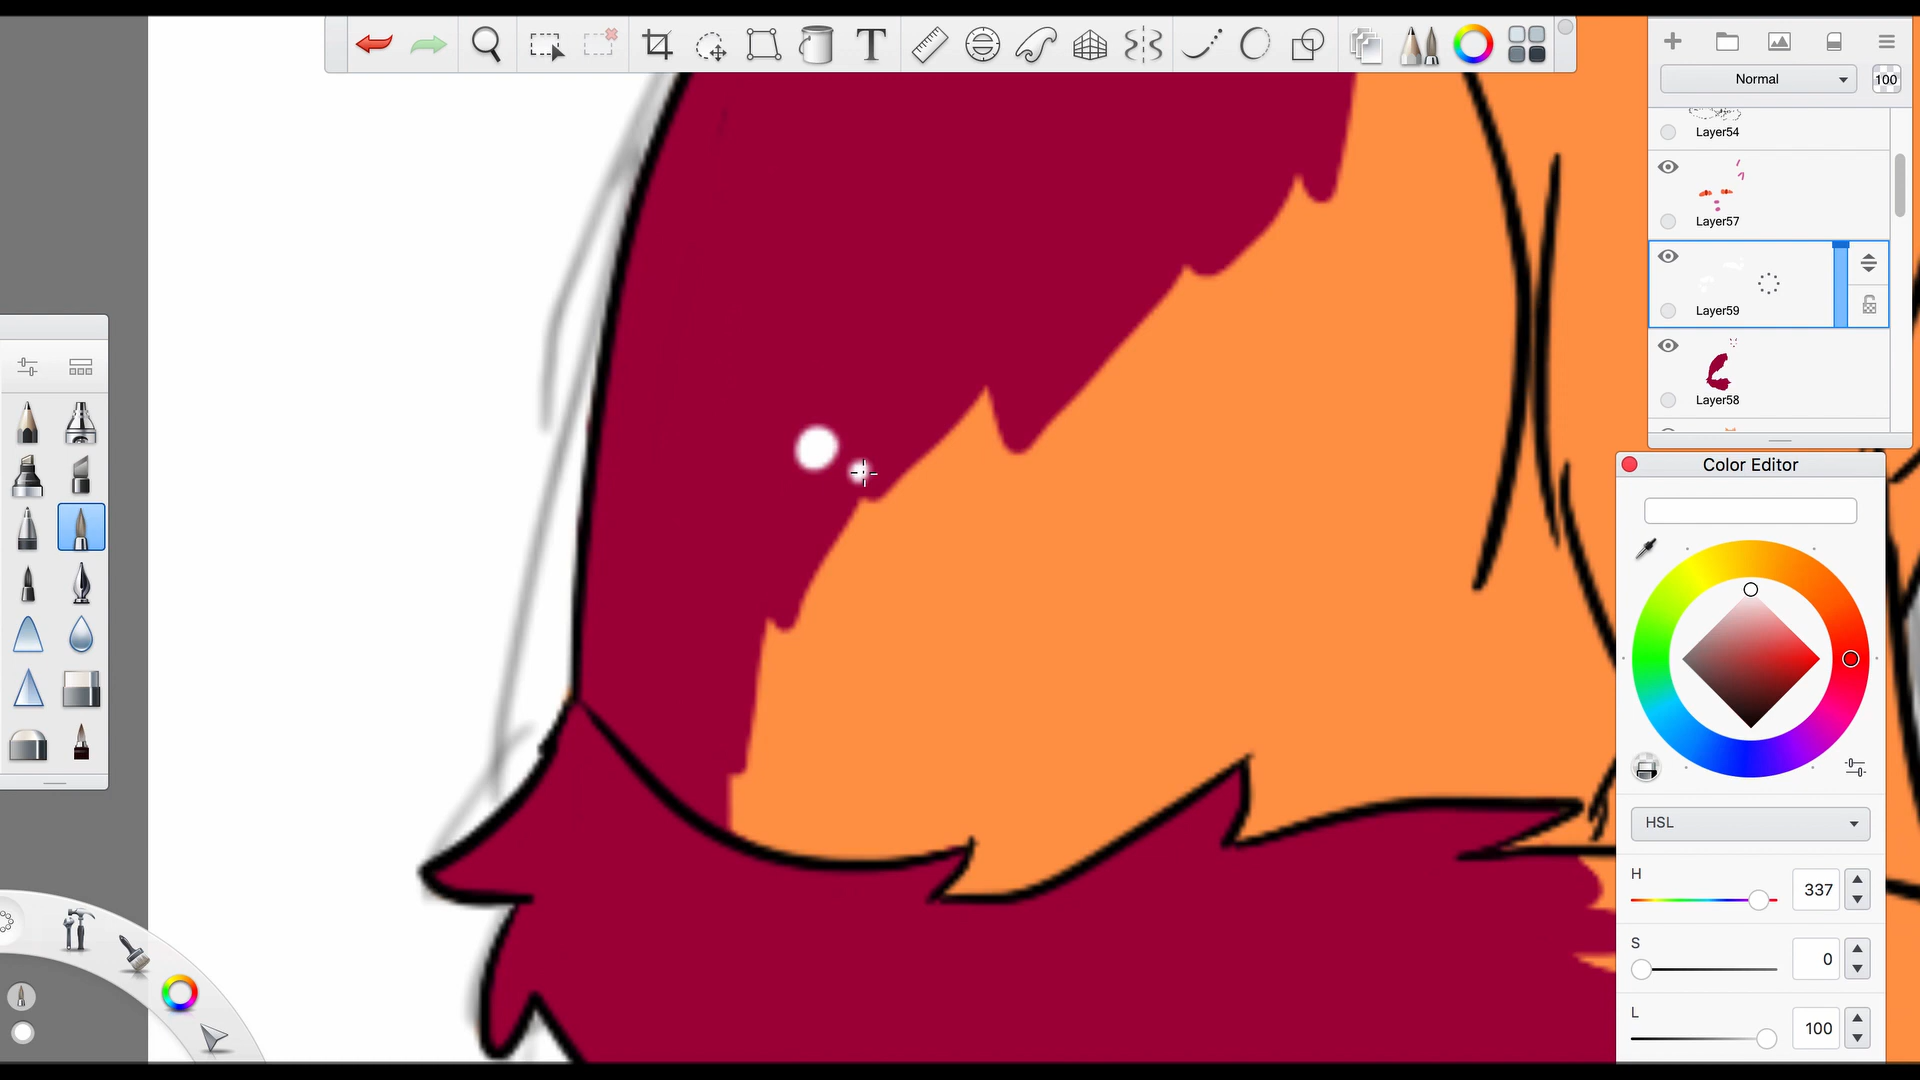 T
Normal
100
Layer54
Layer57
Layer59
Layer58
Color Editor
HSL
H
337
S
0
L
100